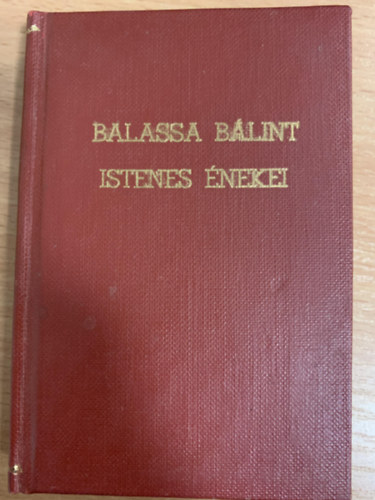 BALASSA BÁLINT
ISTENES ÉNEKEI